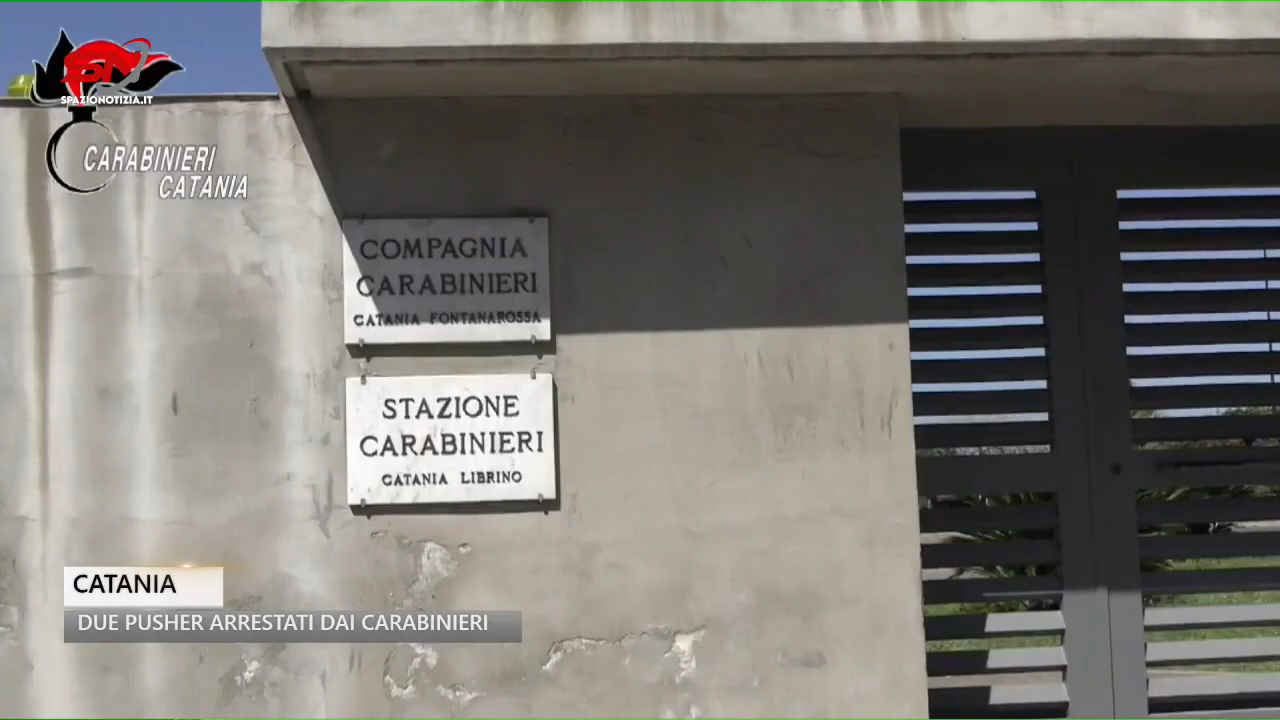 SPAZIONOTIZIA.IT
CARABINIERI
CATANIA
COMPAGNIA
CARABINIERI
CATANIA FONTANAROSSA
STAZIONE
CARABINIERI
CATANIA LIBRINO
CATANIA
DUE PUSHER ARRESTATI DAI CARABINIERI